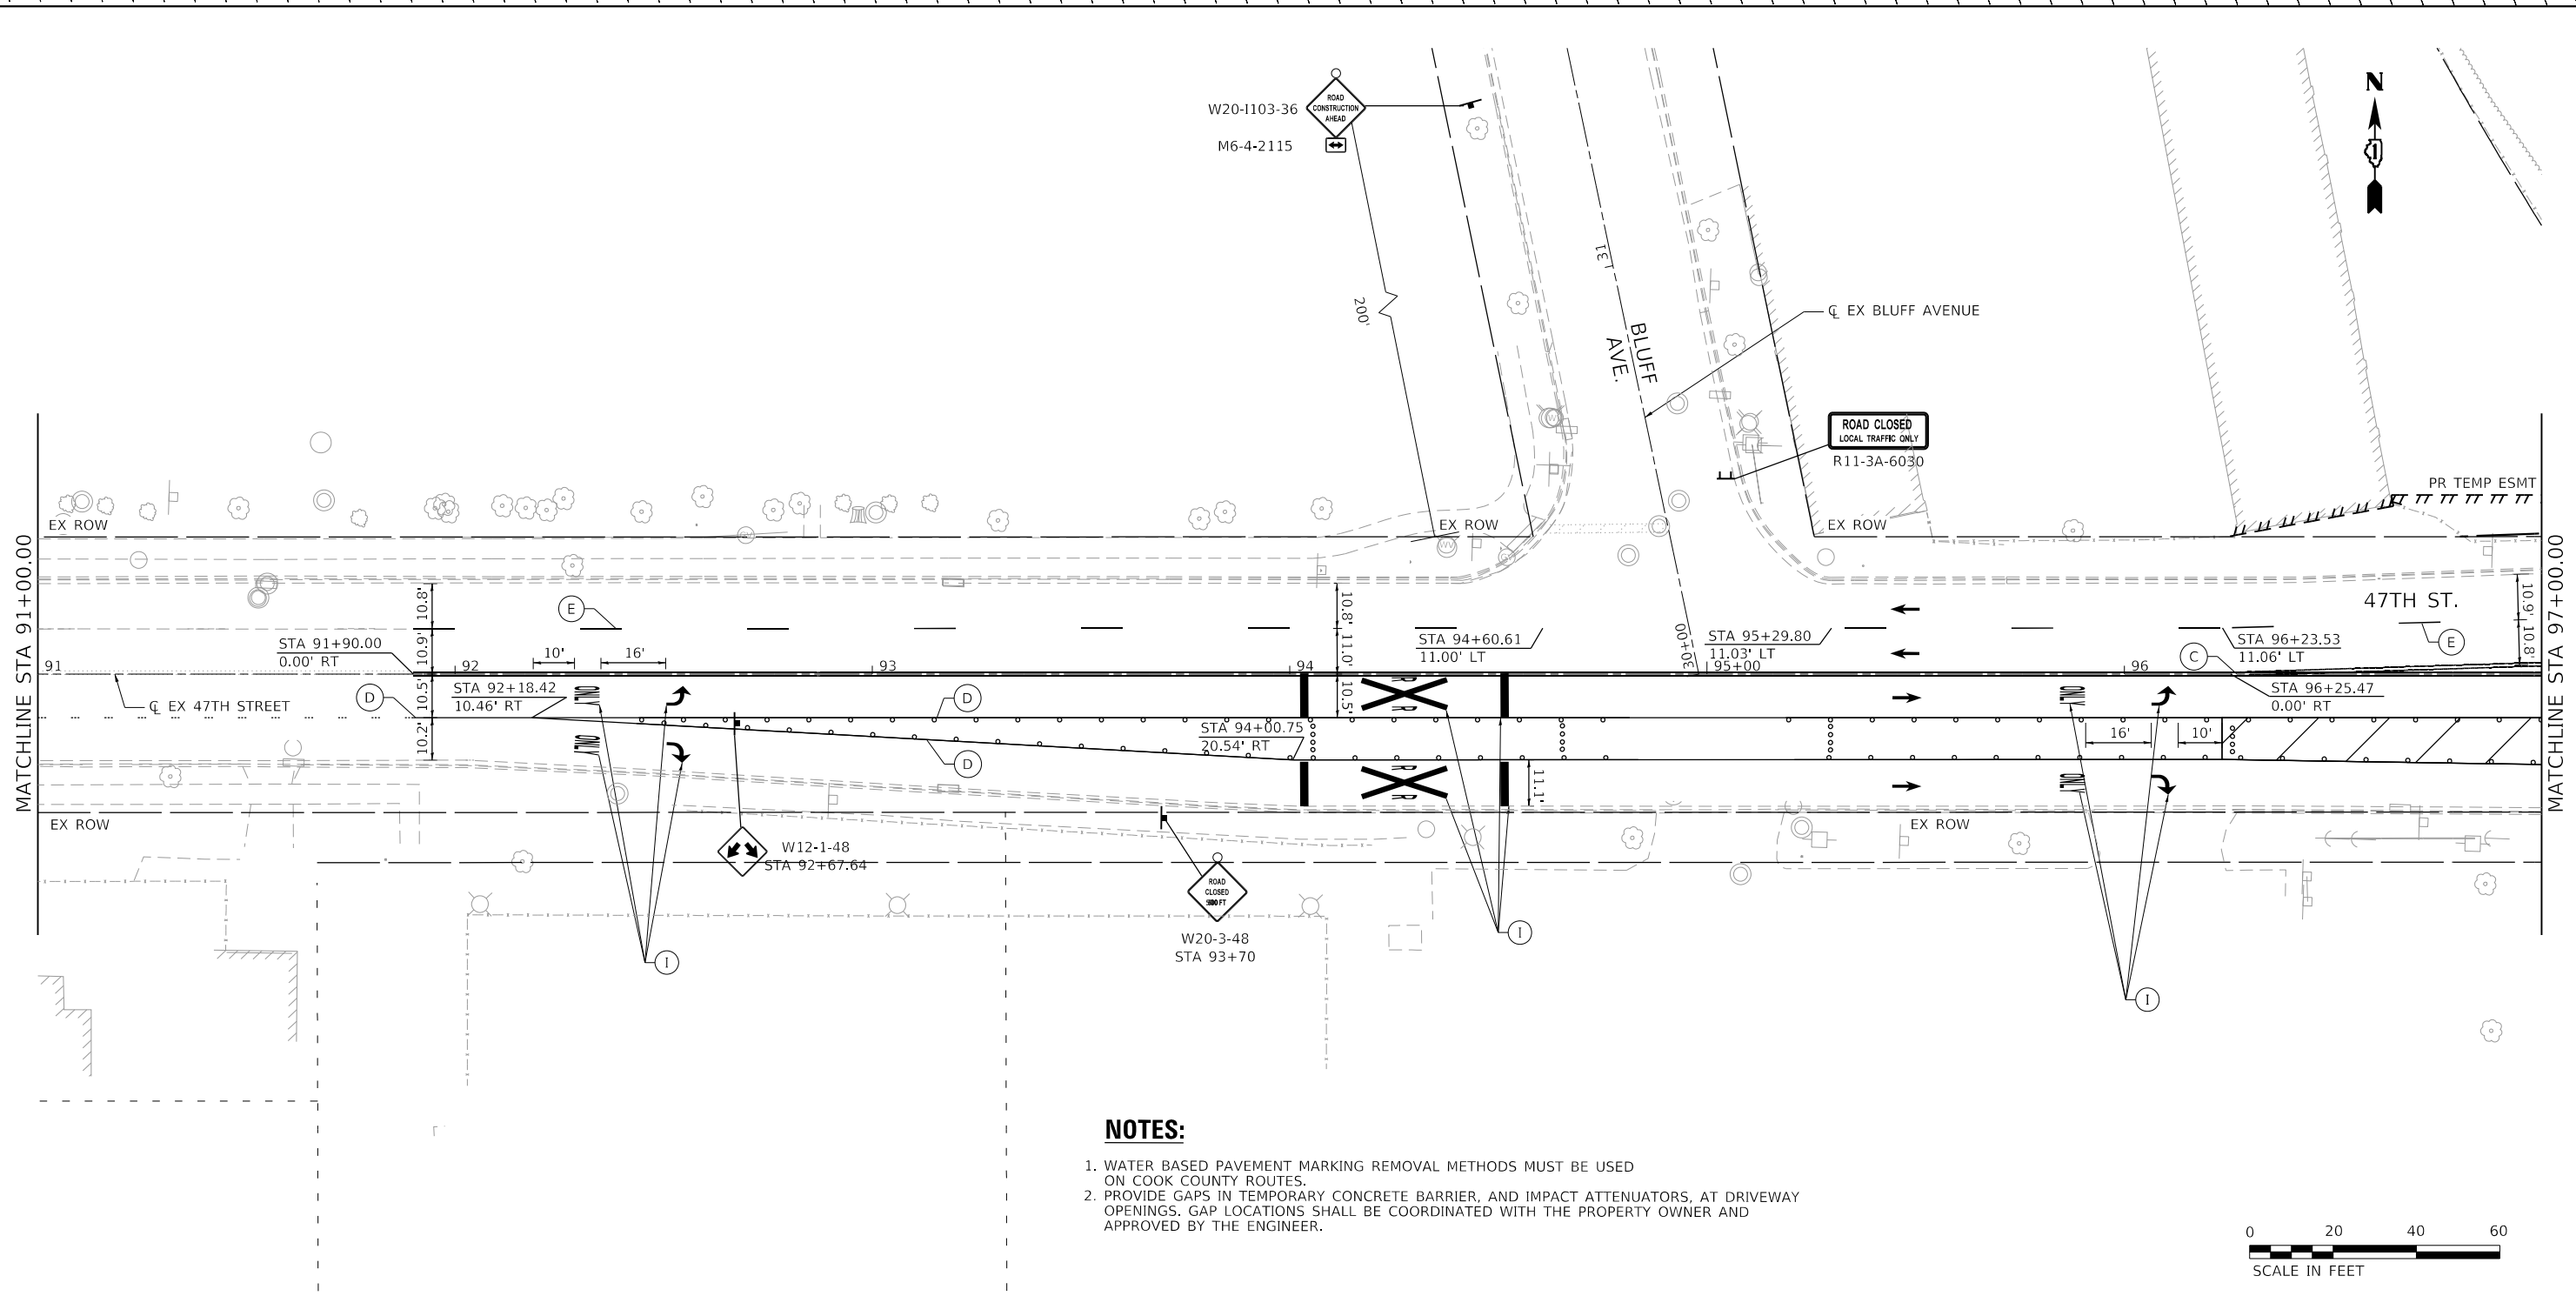 W20-I103-36
ROAD
CONSTRUCTION
AHEAD
M6-4-2115
N
1
31
200'
BLUFF
AVE.
℄ EX BLUFF AVENUE
ROAD CLOSED
LOCAL TRAFFIC ONLY
R11-3A-6030
PR TEMP ESMT
EX ROW
EX ROW
EX ROW
MATCHLINE STA 91+00.00
MATCHLINE STA 97+00.00
10.8'
10.9'
10.5'
10.2'
E
10.8'
11.0'
10.5'
47TH ST.
10.9'
10.8'
E
STA 91+90.00
0.00' RT
10'
16'
STA 94+60.61
11.00' LT
30+00
STA 95+29.80
11.03' LT
STA 96+23.53
11.06' LT
C
91
92
93
94
95+00
96
D
STA 92+18.42
10.46' RT
ONLY
D
R R
ONLY
STA 96+25.47
0.00' RT
℄ EX 47TH STREET
ONLY
STA 94+00.75
20.54' RT
16'
10'
D
R R
11.1'
ONLY
EX ROW
EX ROW
W12-1-48
STA 92+67.64
ROAD
CLOSED
W20-3-48
STA 93+70
I
I
I
NOTES:
1. WATER BASED PAVEMENT MARKING REMOVAL METHODS MUST BE USED
ON COOK COUNTY ROUTES.
2. PROVIDE GAPS IN TEMPORARY CONCRETE BARRIER, AND IMPACT ATTENUATORS, AT DRIVEWAY
OPENINGS. GAP LOCATIONS SHALL BE COORDINATED WITH THE PROPERTY OWNER AND
APPROVED BY THE ENGINEER.
0 20 40 60
SCALE IN FEET